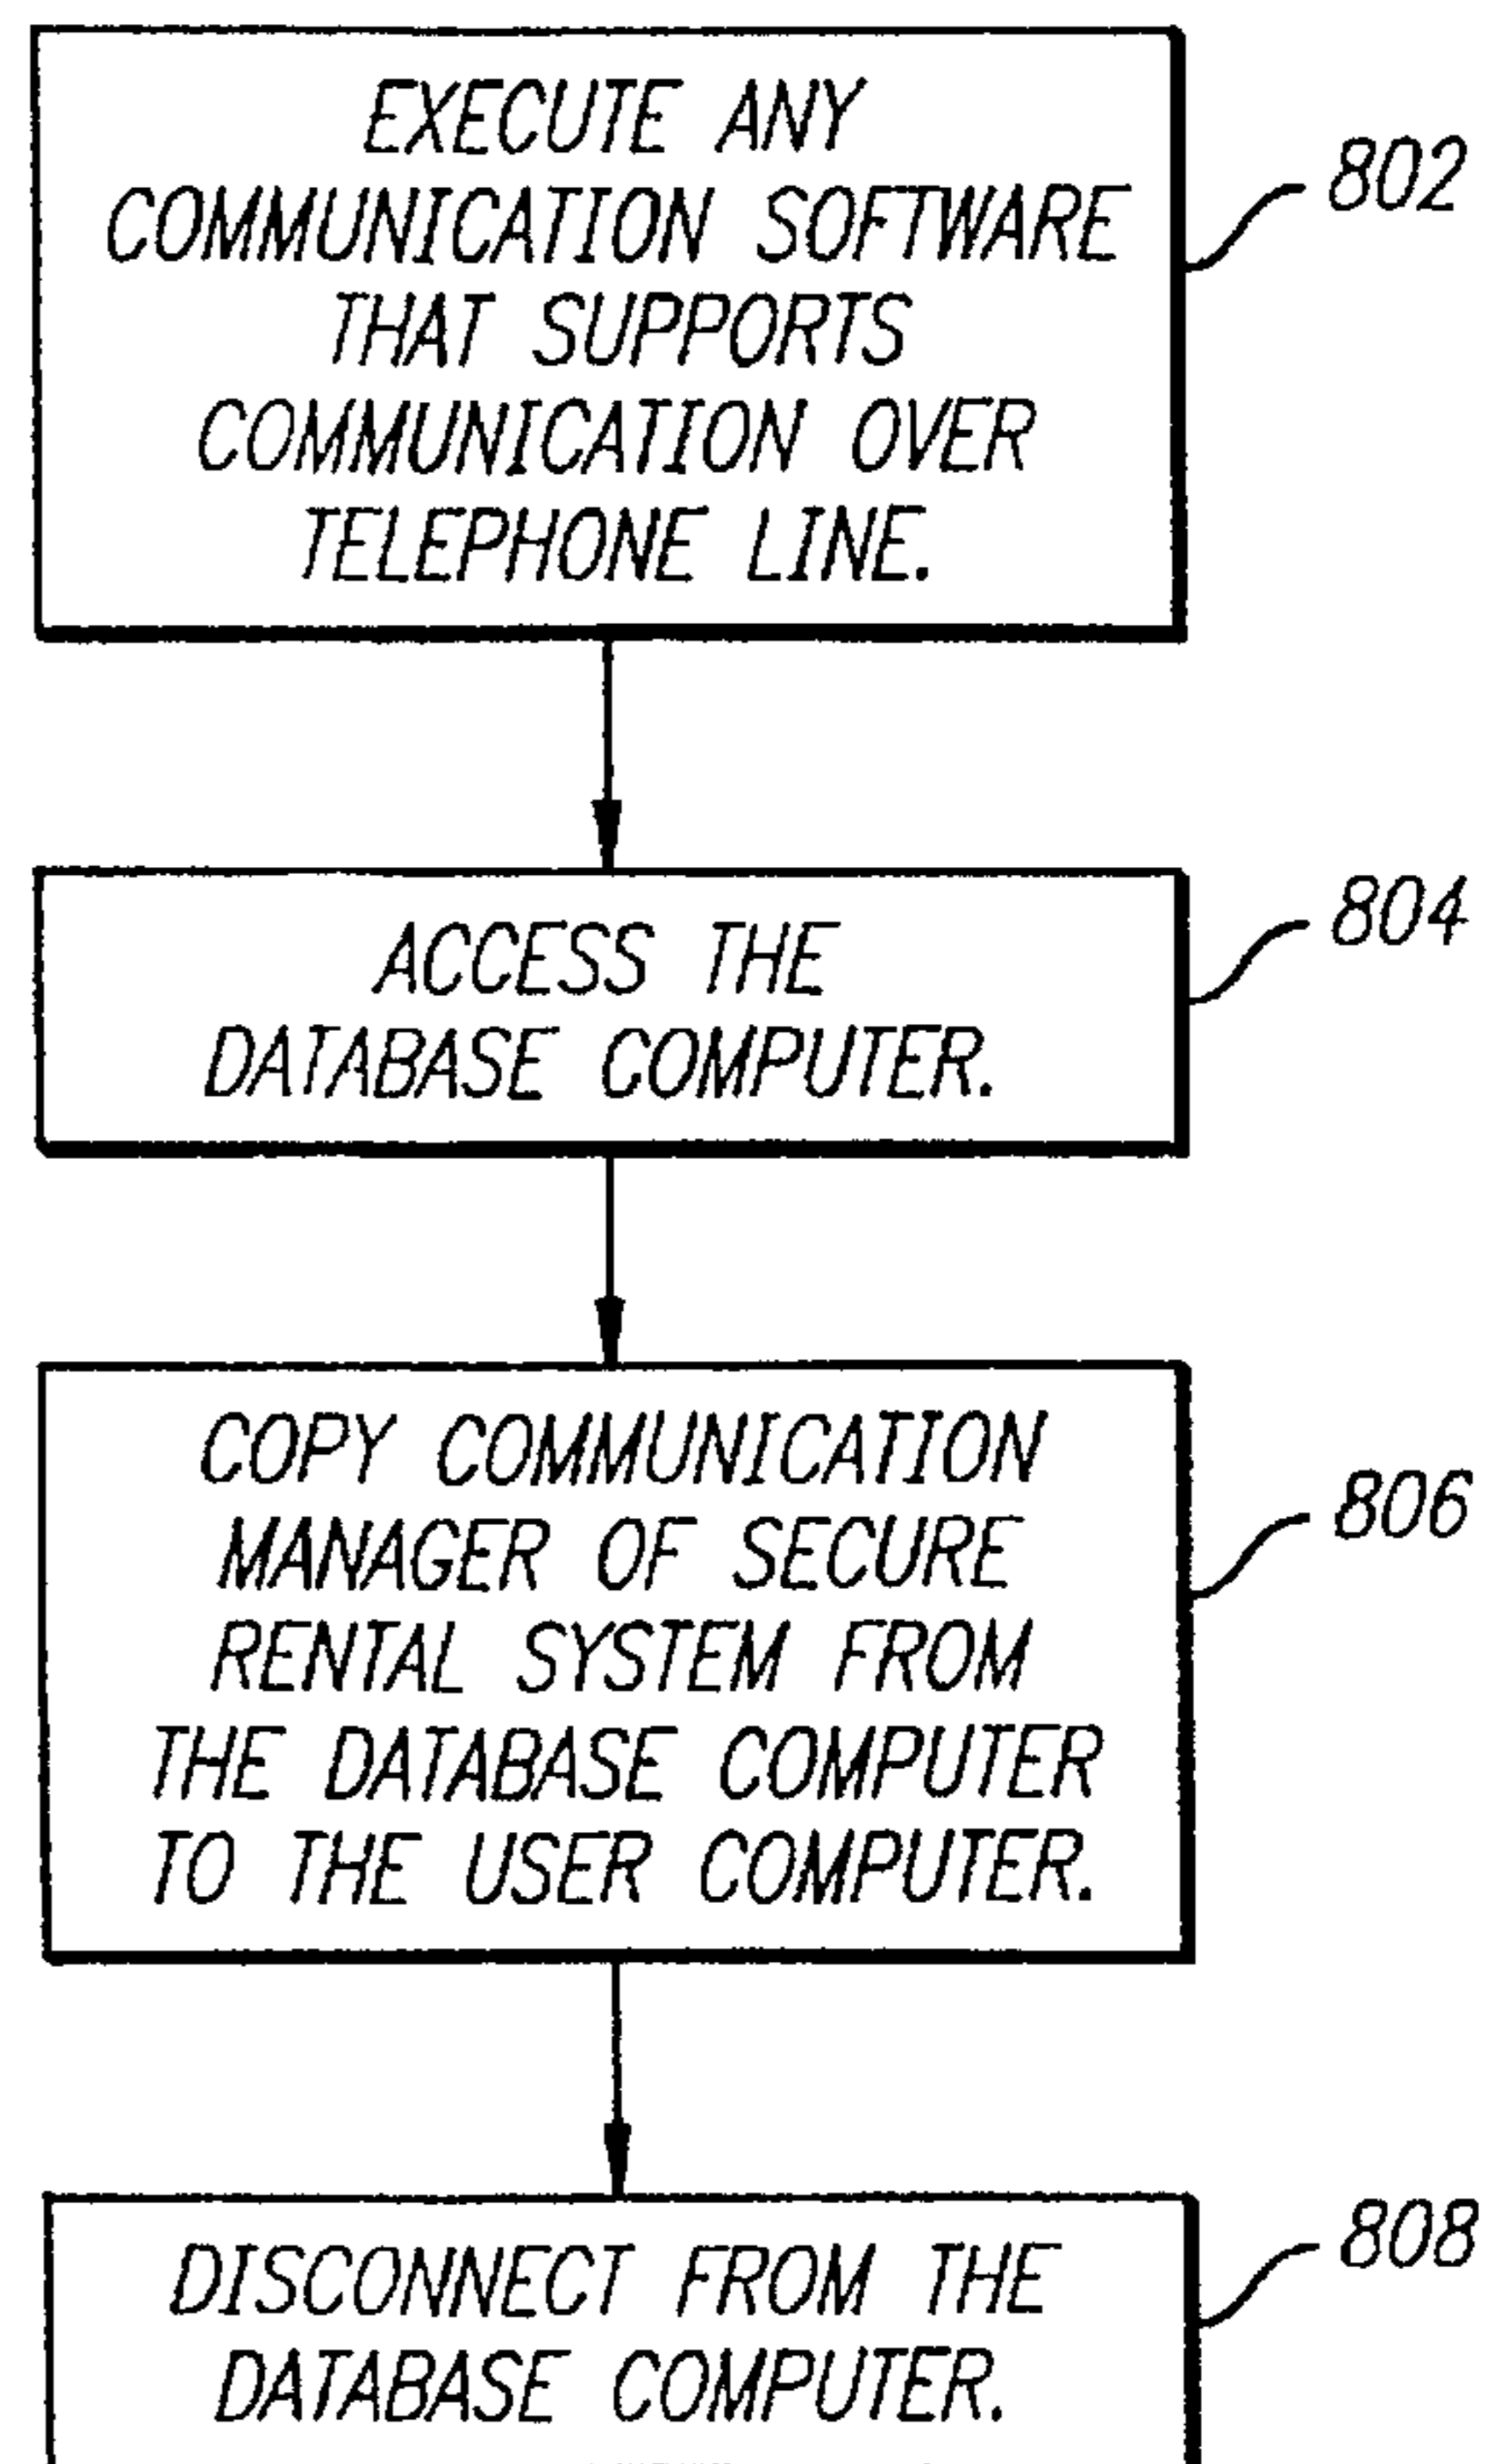 EXECUTE ANY
COMMUNICATION SOFTWARE
THAT SUPPORTS
COMMUNICATION OVER
TELEPHONE LINE.
802
ACCESS THE
DATABASE COMPUTER.
804
COPY COMMUNICATION
MANAGER OF SECURE
RENTAL SYSTEM FROM
THE DATABASE COMPUTER
TO THE USER COMPUTER.
806
DISCONNECT FROM THE
DATABASE COMPUTER.
808